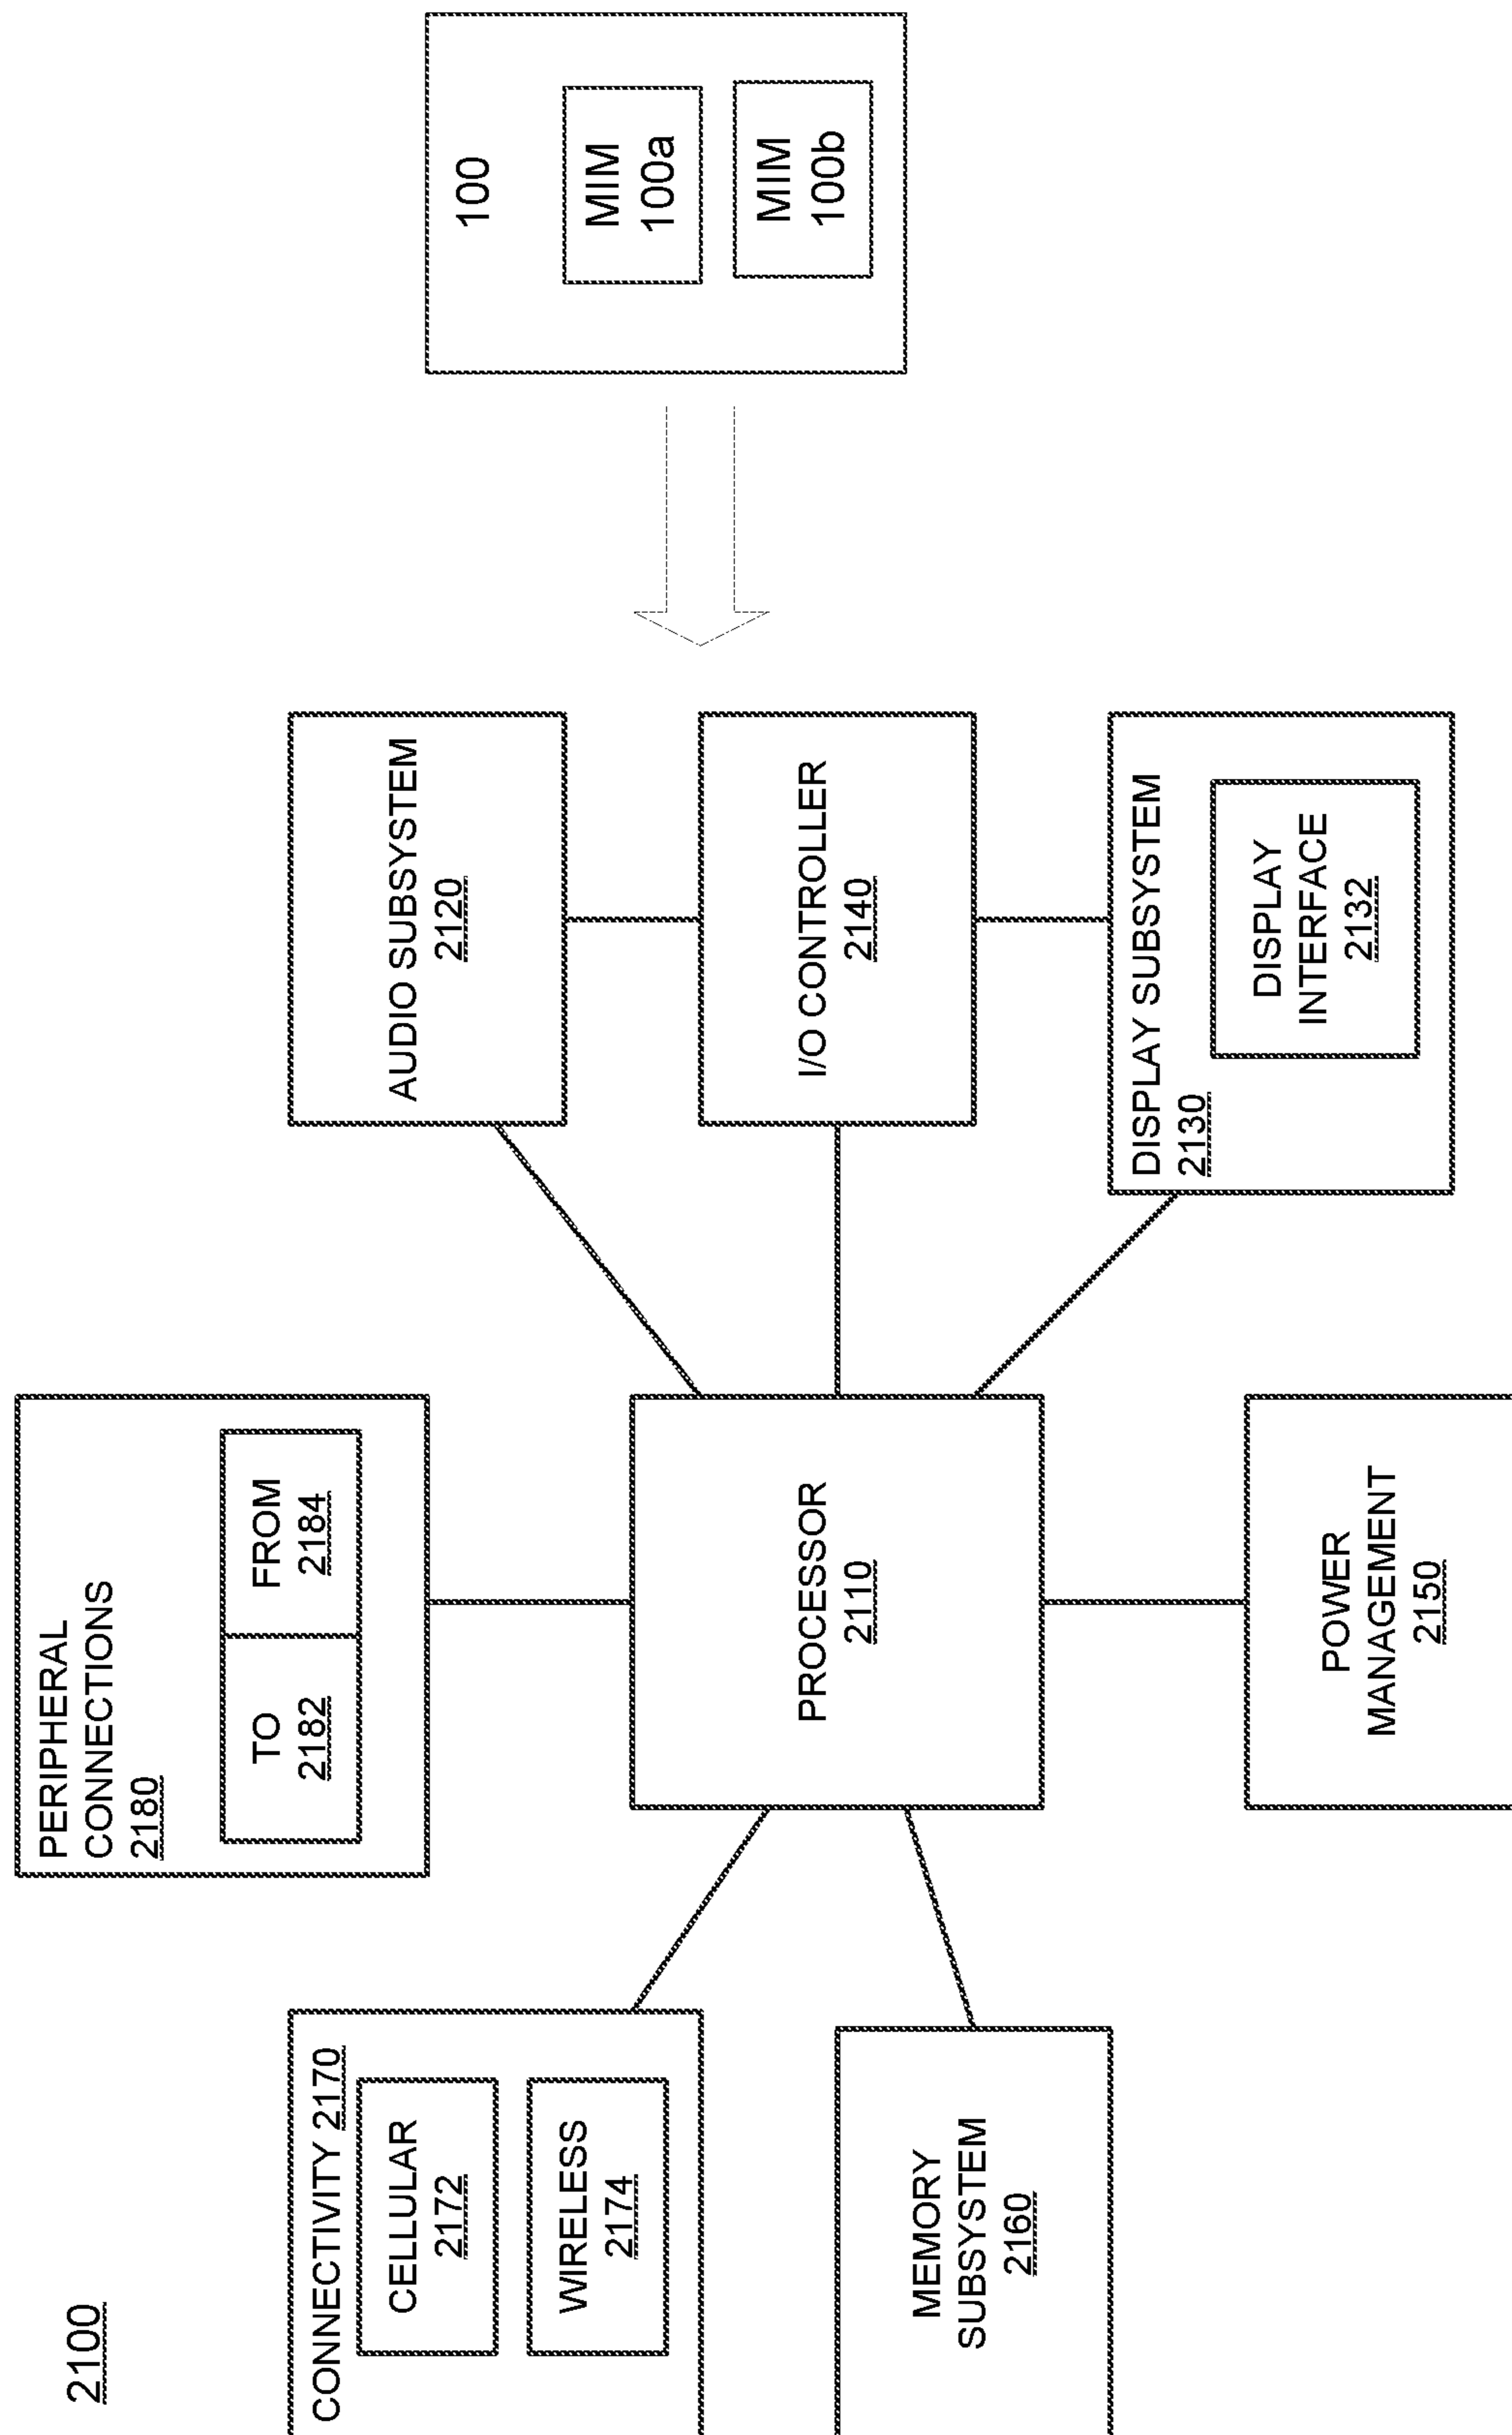 2100
CONNECTIVITY 2170
CELLULAR
2172
WIRELESS
2174
MEMORY
SUBSYSTEM
2160
PERIPHERAL
CONNECTIONS
2180
TO
2182
FROM
2184
PROCESSOR
2110
POWER
MANAGEMENT
2150
AUDIO SUBSYSTEM
2120
I/O CONTROLLER
2140
DISPLAY SUBSYSTEM
2130
DISPLAY
INTERFACE
2132
100
MIM
100a
MIM
100b